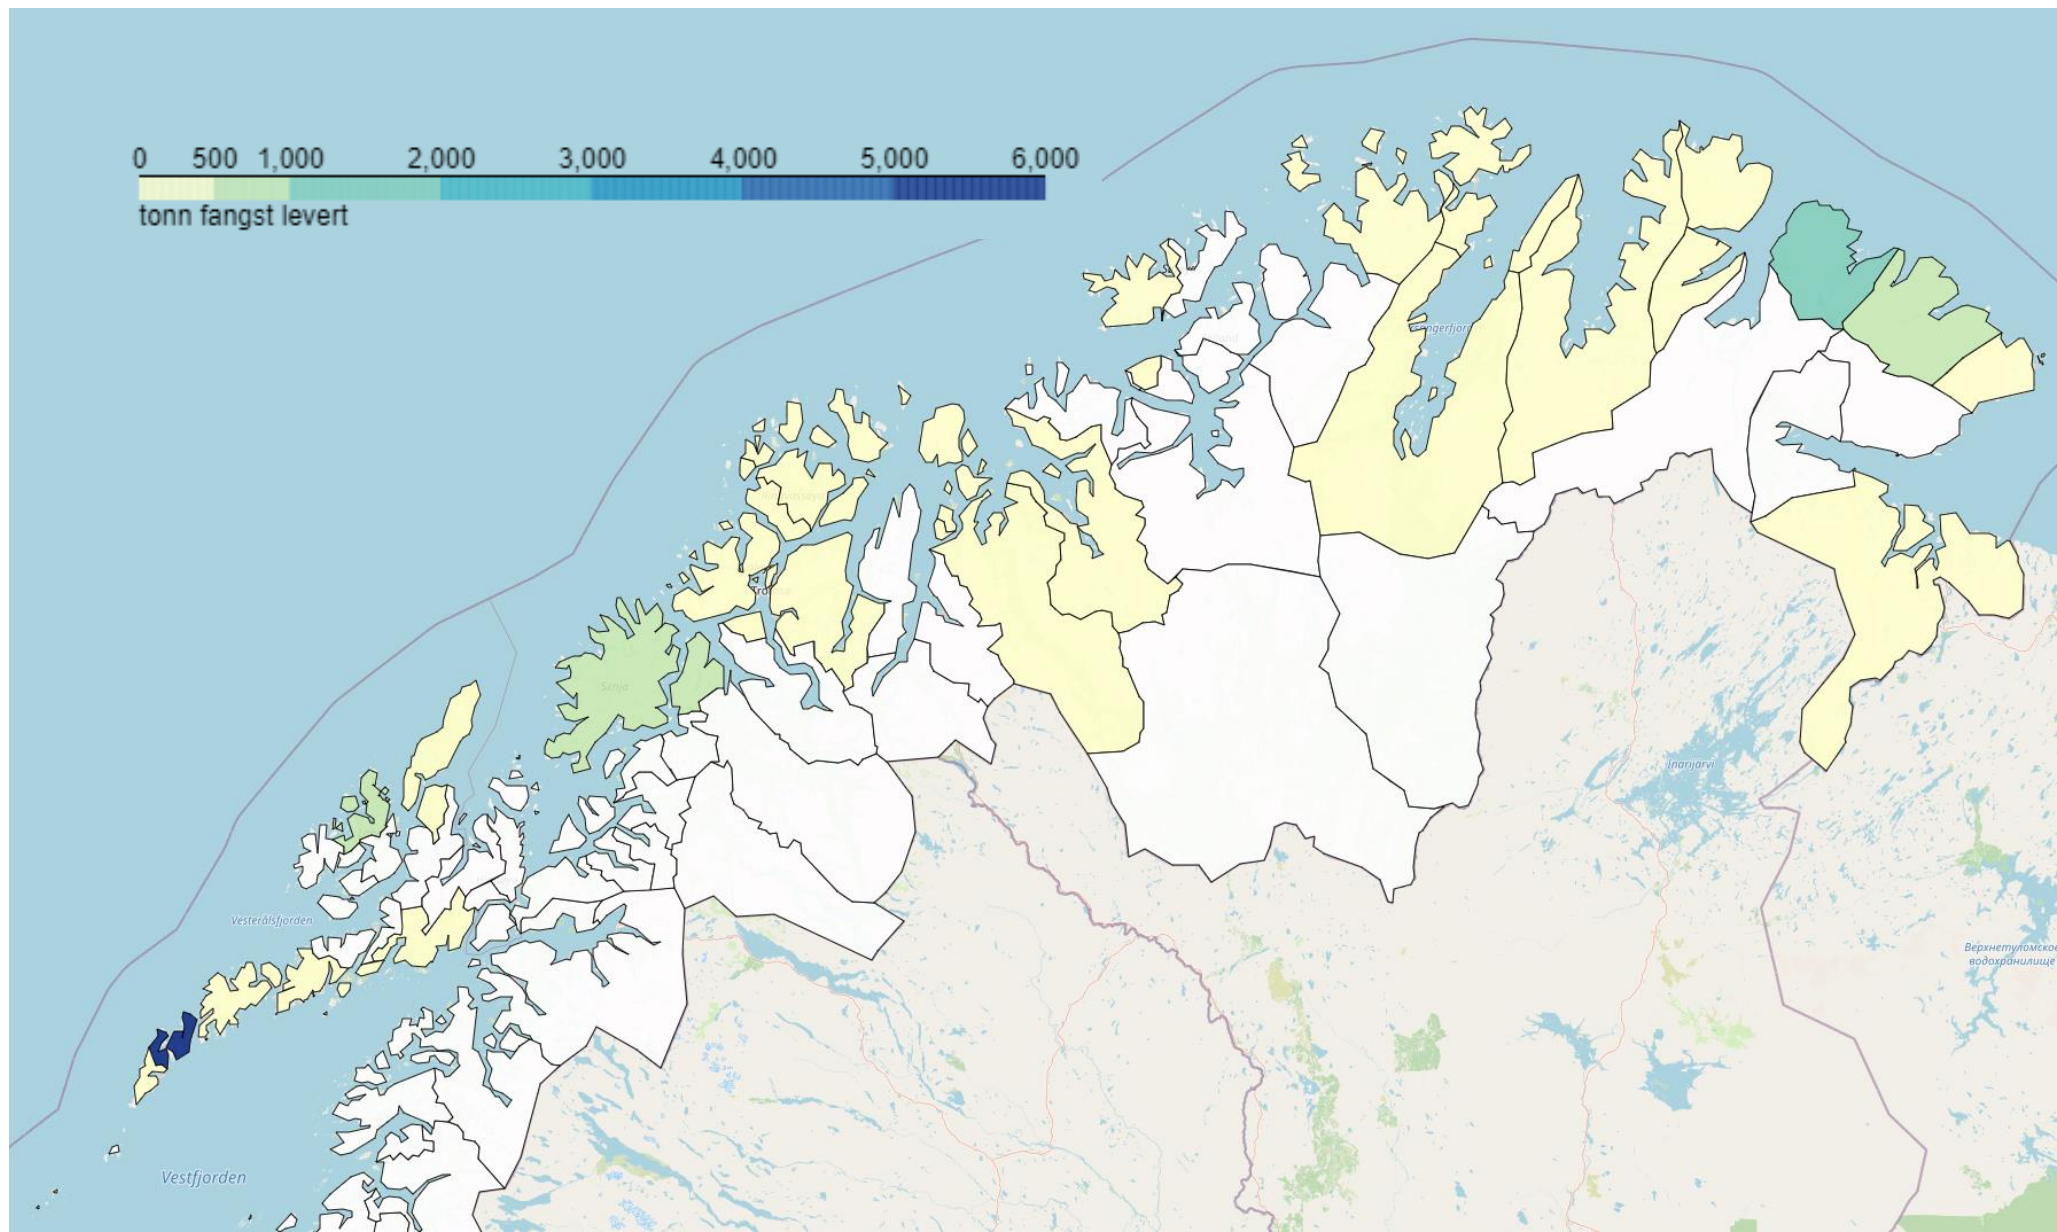 0 500 1,000 2,000 3,000 4,000 5,000 6,000
tonn fangst levert
Senja
Inarijärvi
Vesterålsfjorden
Верхнетуломское
водохранилище
Vestfjorden